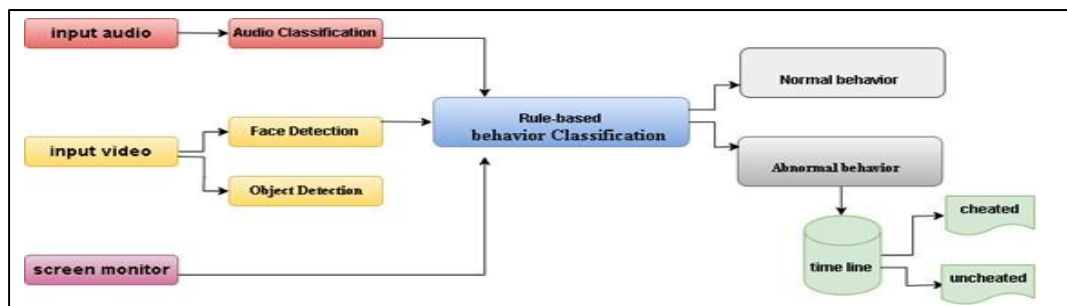 input audio
Audio Classification
Normal behavior
Rule-based
behavior Classification
Face Detection
input video
Abnormal behavior
Object Detection
cheated
time line
screen monitor
uncheated